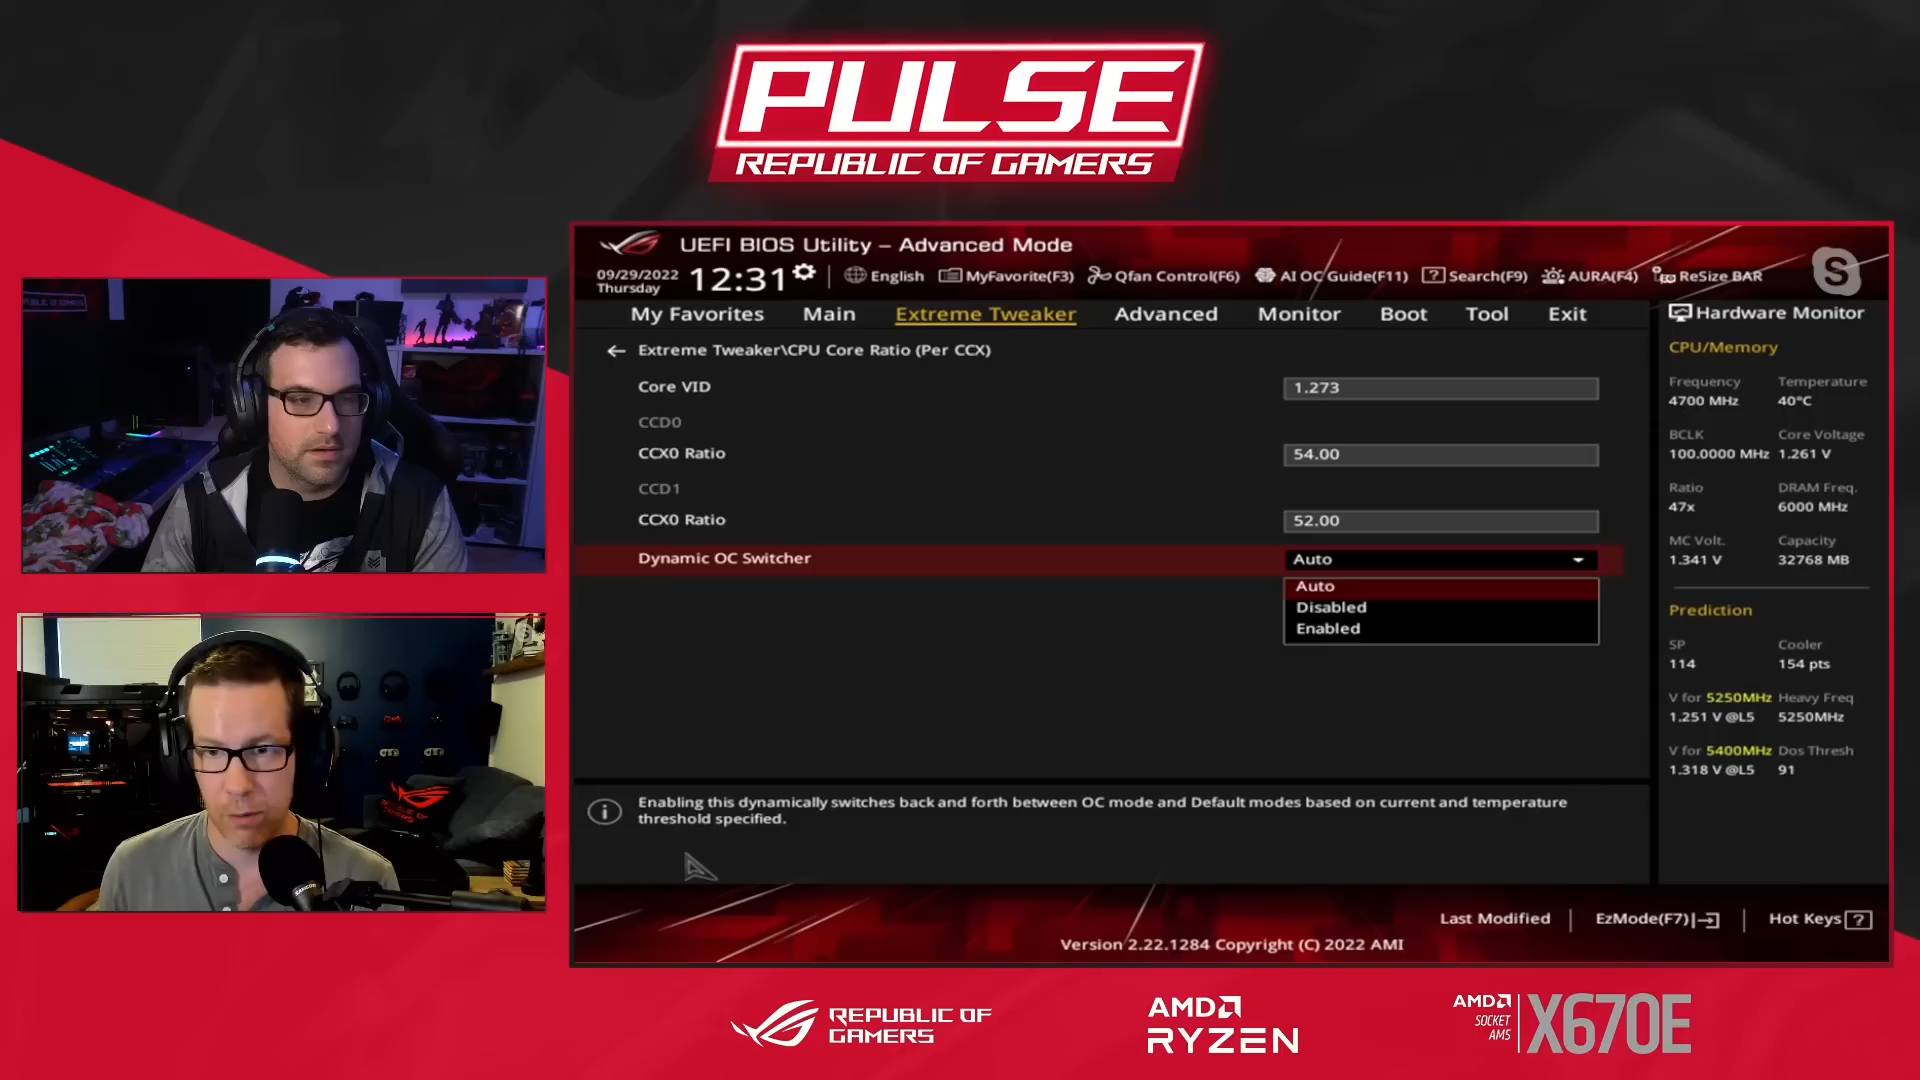 PULSE
REPUBLIC OF GAMERS
UEFI BIOS Utility – Advanced Mode
09/29/2022
Thursday
12:31
English
MyFavorite(F3)
Qfan Control(F6)
AI OC Guide(F11)
? Search(F9)
AURA(F4)
ReSize BAR
S
My Favorites
Main
Extreme Tweaker
Advanced
Monitor
Boot
Tool
Exit
← Extreme Tweaker\CPU Core Ratio (Per CCX)
Core VID
1.273
CCD0
CCX0 Ratio
54.00
CCD1
CCX0 Ratio
52.00
Dynamic OC Switcher
Auto
Auto
Disabled
Enabled
Enabling this dynamically switches back and forth between OC mode and Default modes based on current and temperature
threshold specified.
Hardware Monitor
CPU/Memory
Frequency Temperature
4700 MHz 40°C
BCLK Core Voltage
100.0000 MHz 1.261 V
Ratio DRAM Freq.
47x 6000 MHz
MC Volt. Capacity
1.341 V 32768 MB
Prediction
SP Cooler
114 154 pts
V for 5250MHz Heavy Freq
1.251 V @L5 5250MHz
V for 5400MHz Dos Thresh
1.318 V @L5 91
Last Modified
EzMode(F7)
Hot Keys ?
Version 2.22.1284 Copyright (C) 2022 AMI
REPUBLIC OF
GAMERS
AMD
RYZEN
AMD
SOCKET
AM5
X670E